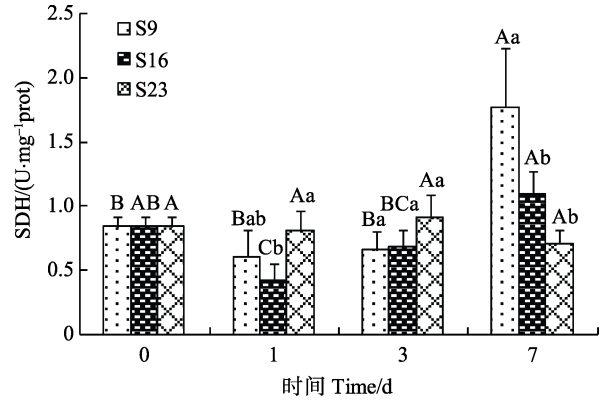 2.5
S9
S16
S23
2.0
1.5
1.0
0.5
0
SDH/(U·mg⁻¹prot)
B AB A
Bab Cb Aa
Ba BCa Aa
Aa Ab Ab
0 1 3 7
时间 Time/d